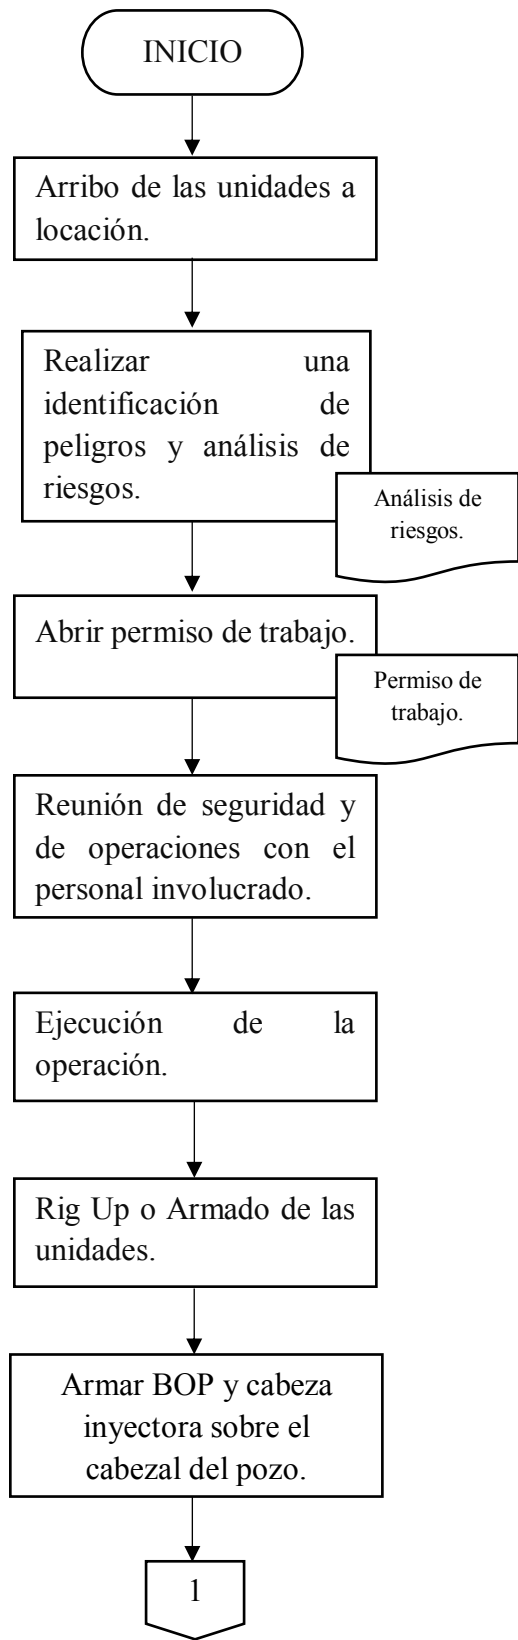 INICIO
Arribo de las unidades a
locación.
Realizar una
identificación de
peligros y análisis de
riesgos.
Análisis de
riesgos.
Abrir permiso de trabajo.
Permiso de
trabajo.
Reunión de seguridad y
de operaciones con el
personal involucrado.
Ejecución de la
operación.
Rig Up o Armado de las
unidades.
Armar BOP y cabeza
inyectora sobre el
cabezal del pozo.
1